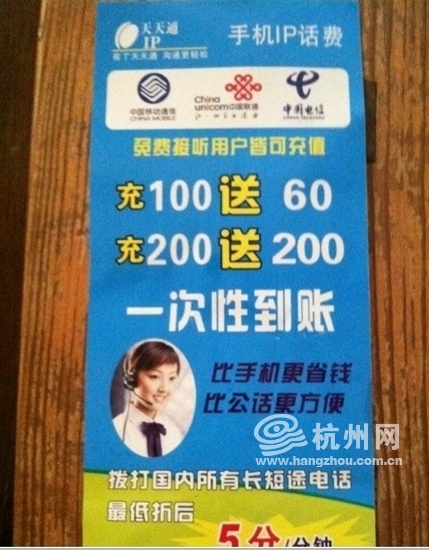 天天通
IP
有了天天通 沟通更轻松
手机IP话费
中国移动通信
CHINA MOBILE
China
unicom中国联通
中国电信
CHINA TELECOM
免费接听用户皆可充值
充100送 60
充200送200
一次性到账
比手机更省钱
比公话更方便
杭州网
www.hangzhou.com.cn
拨打国内所有长短途电话
最低折后
5分/分钟